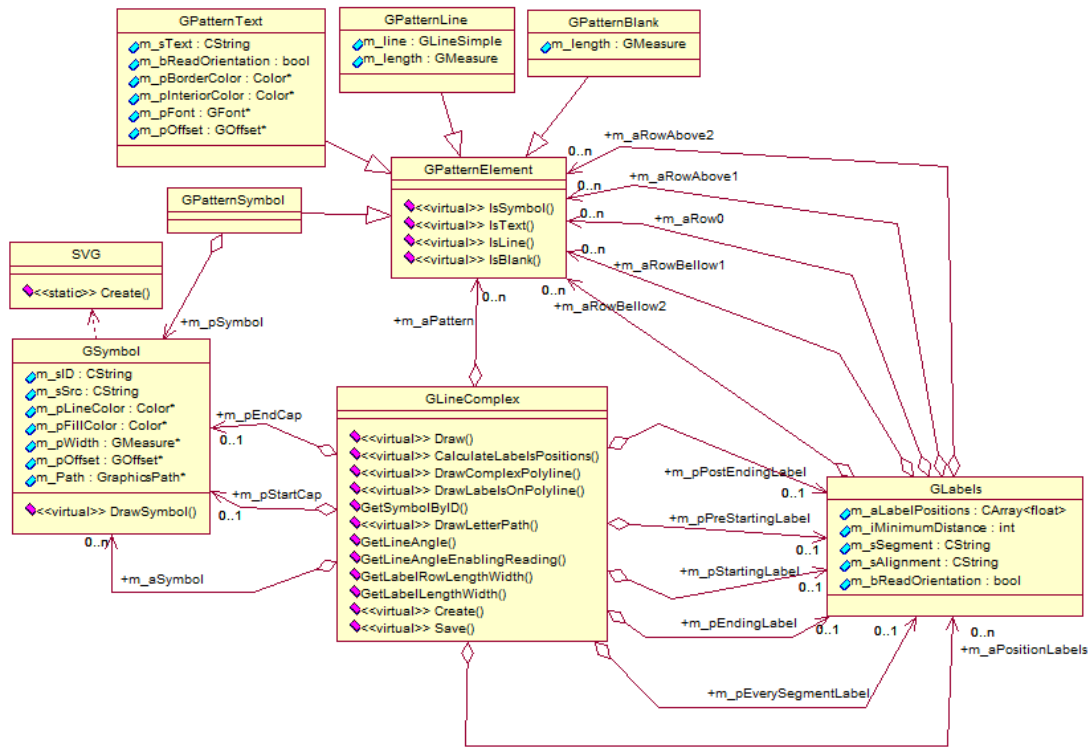 GPatternText
m_sText : CString
m_bReadOrientation : bool
m_pBorderColor : Color*
m_pInteriorColor : Color*
m_pFont : GFont*
m_pOffset : GOffset*
GPatternLine
m_line : GLineSimple
m_length : GMeasure
GPatternBlank
m_length : GMeasure
GPatternElement
<<virtual>> IsSymbol()
<<virtual>> IsText()
<<virtual>> IsLine()
<<virtual>> IsBlank()
GPatternSymbol
SVG
<<static>> Create()
+m_pSymbol
GSymbol
m_sID : CString
m_sSrc : CString
m_pLineColor : Color*
m_pFillColor : Color*
m_pWidth : GMeasure*
m_pOffset : GOffset*
m_Path : GraphicsPath*
<<virtual>> DrawSymbol()
+m_aRowAbove2
0..n
+m_aRowAbove1
0..n
+m_aRow0
0..n
+m_aRowBellow1
0..n
+m_aRowBellow2
0..n
+m_aPattern
0..n
GLineComplex
<<virtual>> Draw()
<<virtual>> CalculateLabelsPositions()
<<virtual>> DrawComplexPolyline()
<<virtual>> DrawLabelsOnPolyline()
GetSymbolByID()
<<virtual>> DrawLetterPath()
GetLineAngle()
GetLineAngleEnablingReading()
GetLabelRowLengthWidth()
GetLabelLengthWidth()
<<virtual>> Create()
<<virtual>> Save()
+m_pEndCap
0..1
+m_pStartCap
0..1
+m_aSymbol
0..n
+m_pPostEndingLabel
0..1
+m_pPreStartingLabel
0..1
+m_pStartingLabel
0..1
+m_pEndingLabel
0..1
+m_pEverySegmentLabel
0..1
+m_aPositionLabels
0..n
GLabels
m_aLabelPositions : CArray<float>
m_iMinimumDistance : int
m_sSegment : CString
m_sAlignment : CString
m_bReadOrientation : bool